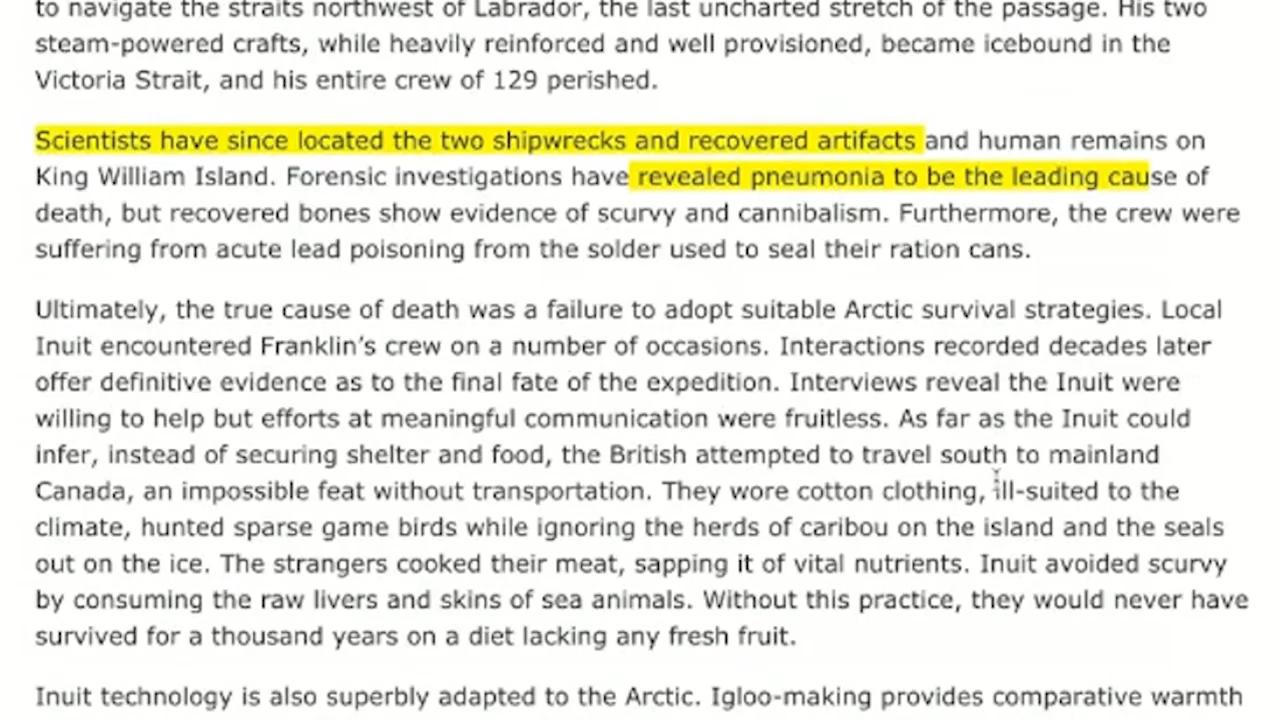 to navigate the straits northwest of Labrador, the last uncharted stretch of the passage. His two
steam-powered crafts, while heavily reinforced and well provisioned, became icebound in the
Victoria Strait, and his entire crew of 129 perished.
Scientists have since located the two shipwrecks and recovered artifacts and human remains on
King William Island. Forensic investigations have revealed pneumonia to be the leading cause of
death, but recovered bones show evidence of scurvy and cannibalism. Furthermore, the crew were
suffering from acute lead poisoning from the solder used to seal their ration cans.
Ultimately, the true cause of death was a failure to adopt suitable Arctic survival strategies. Local
Inuit encountered Franklin's crew on a number of occasions. Interactions recorded decades later
offer definitive evidence as to the final fate of the expedition. Interviews reveal the Inuit were
willing to help but efforts at meaningful communication were fruitless. As far as the Inuit could
infer, instead of securing shelter and food, the British attempted to travel south to mainland
Canada, an impossible feat without transportation. They wore cotton clothing, ill-suited to the
climate, hunted sparse game birds while ignoring the herds of caribou on the island and the seals
out on the ice. The strangers cooked their meat, sapping it of vital nutrients. Inuit avoided scurvy
by consuming the raw livers and skins of sea animals. Without this practice, they would never have
survived for a thousand years on a diet lacking any fresh fruit.
Inuit technology is also superbly adapted to the Arctic. Igloo-making provides comparative warmth